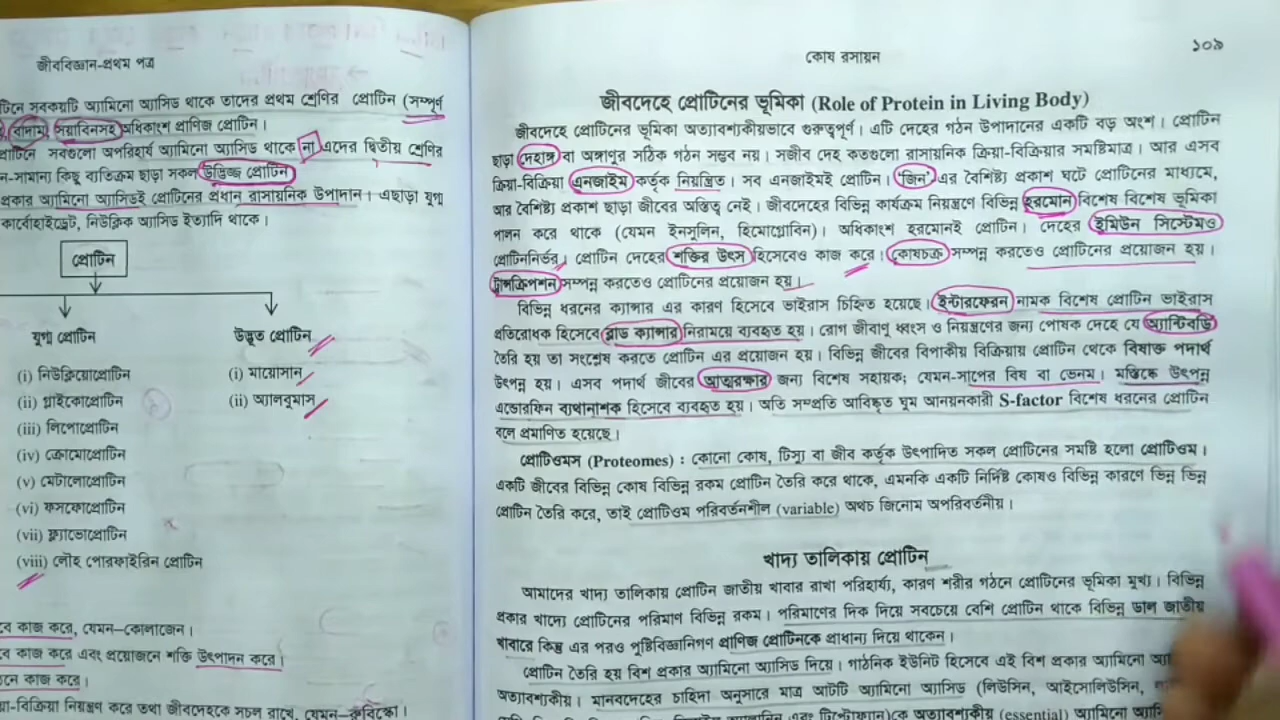 জীববিজ্ঞান-প্রথম পত্র
টিনে সবকয়টি অ্যামিনো অ্যাসিড থাকে তাদের প্রথম শ্রেণির প্রোটিন (সম্পূর্ণ
বাদাম, সয়াবিনসহ অধিকাংশ প্রাণিজ প্রোটিন।
প্রোটিনে সবগুলো অপরিহার্য অ্যামিনো অ্যাসিড থাকে না এদের দ্বিতীয় শ্রেণির
ন-সামান্য কিছু ব্যতিক্রম ছাড়া সকল উদ্ভিজ্জ প্রোটিন
প্রকার অ্যামিনো অ্যাসিডই প্রোটিনের প্রধান রাসায়নিক উপাদান। এছাড়া যুগ্ম
কার্বোহাইড্রেট, নিউক্লিক অ্যাসিড ইত্যাদি থাকে।
প্রোটিন
যুগ্ম প্রোটিন
উদ্ভূত প্রোটিন
(i) নিউক্লিয়োপ্রোটিন
(i) মায়োসান
(ii) গ্লাইকোপ্রোটিন
(ii) অ্যালবুমাস
(iii) লিপোপ্রোটিন
(iv) ক্রোমোপ্রোটিন
(v) মেটালোপ্রোটিন
(vi) ফসফোপ্রোটিন
(vii) ফ্ল্যাভোপ্রোটিন
(viii) লৌহ পোরফাইরিন প্রোটিন
বে কাজ করে, যেমন—কোলাজেন।
বে কাজ করে এবং প্রয়োজনে শক্তি উৎপাদন করে।
নে কাজ করে।
য়া-বিক্রিয়া নিয়ন্ত্রণ করে তথা জীবদেহকে সচল রাখে, যেমন—রুবিস্কো।
কোষ রসায়ন
১০৯
জীবদেহে প্রোটিনের ভূমিকা (Role of Protein in Living Body)
জীবদেহে প্রোটিনের ভূমিকা অত্যাবশ্যকীয়ভাবে গুরুত্বপূর্ণ। এটি দেহের গঠন উপাদানের একটি বড় অংশ। প্রোটিন
ছাড়া দেহাঙ্গ বা অঙ্গাণুর সঠিক গঠন সম্ভব নয়। সজীব দেহ কতগুলো রাসায়নিক ক্রিয়া-বিক্রিয়ার সমষ্টিমাত্র। আর এসব
ক্রিয়া-বিক্রিয়া এনজাইম কর্তৃক নিয়ন্ত্রিত। সব এনজাইমই প্রোটিন। 'জিন' এর বৈশিষ্ট্য প্রকাশ ঘটে প্রোটিনের মাধ্যমে,
আর বৈশিষ্ট্য প্রকাশ ছাড়া জীবের অস্তিত্ব নেই। জীবদেহের বিভিন্ন কার্যক্রম নিয়ন্ত্রণে বিভিন্ন হরমোন বিশেষ বিশেষ ভূমিকা
পালন করে থাকে (যেমন ইনসুলিন, হিমোগ্লোবিন)। অধিকাংশ হরমোনই প্রোটিন। দেহের ইমিউন সিস্টেমও
প্রোটিননির্ভর। প্রোটিন দেহের শক্তির উৎস হিসেবেও কাজ করে। কোষচক্র সম্পন্ন করতেও প্রোটিনের প্রয়োজন হয়।
ট্রান্সক্রিপশন সম্পন্ন করতেও প্রোটিনের প্রয়োজন হয়।
বিভিন্ন ধরনের ক্যান্সার এর কারণ হিসেবে ভাইরাস চিহ্নিত হয়েছে। ইন্টারফেরন নামক বিশেষ প্রোটিন ভাইরাস
প্রতিরোধক হিসেবে ব্লাড ক্যান্সার নিরাময়ে ব্যবহৃত হয়। রোগ জীবাণু ধ্বংস ও নিয়ন্ত্রণের জন্য পোষক দেহে যে অ্যান্টিবডি
তৈরি হয় তা সংশ্লেষ করতে প্রোটিন এর প্রয়োজন হয়। বিভিন্ন জীবের বিপাকীয় বিক্রিয়ায় প্রোটিন থেকে বিষাক্ত পদার্থ
উৎপন্ন হয়। এসব পদার্থ জীবের আত্মরক্ষার জন্য বিশেষ সহায়ক; যেমন-সাপের বিষ বা ভেনম। মস্তিষ্কে উৎপন্ন
এন্ডোরফিন ব্যথানাশক হিসেবে ব্যবহৃত হয়। অতি সম্প্রতি আবিষ্কৃত ঘুম আনয়নকারী S-factor বিশেষ ধরনের প্রোটিন
বলে প্রমাণিত হয়েছে।
প্রোটিওমস (Proteomes) : কোনো কোষ, টিস্যু বা জীব কর্তৃক উৎপাদিত সকল প্রোটিনের সমষ্টি হলো প্রোটিওম।
একটি জীবের বিভিন্ন কোষ বিভিন্ন রকম প্রোটিন তৈরি করে থাকে, এমনকি একটি নির্দিষ্ট কোষও বিভিন্ন কারণে ভিন্ন ভিন্ন
প্রোটিন তৈরি করে, তাই প্রোটিওম পরিবর্তনশীল (variable) অথচ জিনোম অপরিবর্তনীয়।
খাদ্য তালিকায় প্রোটিন
আমাদের খাদ্য তালিকায় প্রোটিন জাতীয় খাবার রাখা পরিহার্য, কারণ শরীর গঠনে প্রোটিনের ভূমিকা মুখ্য। বিভিন্ন
প্রকার খাদ্যে প্রোটিনের পরিমাণ বিভিন্ন রকম। পরিমাণের দিক দিয়ে সবচেয়ে বেশি প্রোটিন থাকে বিভিন্ন ডাল জাতীয়
খাবারে কিন্তু এর পরও পুষ্টিবিজ্ঞানিগণ প্রাণিজ প্রোটিনকে প্রাধান্য দিয়ে থাকেন।
প্রোটিন তৈরি হয় বিশ প্রকার অ্যামিনো অ্যাসিড দিয়ে। গাঠনিক ইউনিট হিসেবে এই বিশ প্রকার অ্যামিনো
অত্যাবশ্যকীয়। মানবদেহের চাহিদা অনুসারে মাত্র আটটি অ্যামিনো অ্যাসিড (লিউসিন, আইসোলিউসিন,
এবং ট্রিপ্টোফ্যান)কে অত্যাবশ্যকীয় (essential) অ্যামিনো